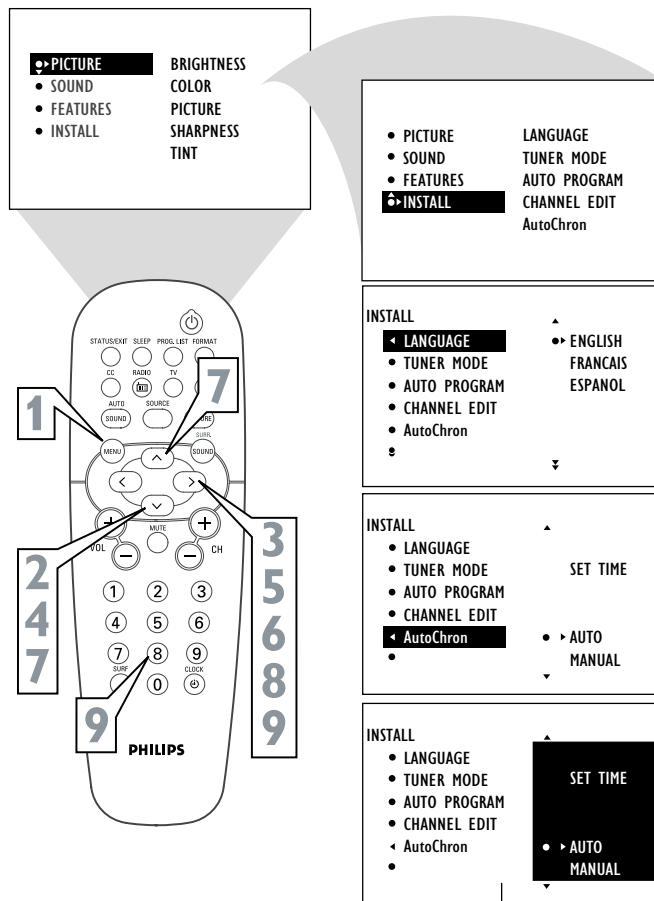 PICTURE BRIGHTNESS
SOUND COLOR
FEATURES PICTURE
INSTALL SHARPNESS
TINT
PICTURE LANGUAGE
SOUND TUNER MODE
FEATURES AUTO PROGRAM
INSTALL CHANNEL EDIT
AutoChron
INSTALL
LANGUAGE ENGLISH
TUNER MODE FRANCAIS
AUTO PROGRAM ESPANOL
CHANNEL EDIT
AutoChron
INSTALL
LANGUAGE
TUNER MODE SET TIME
AUTO PROGRAM
CHANNEL EDIT
AutoChron AUTO
MANUAL
INSTALL
LANGUAGE
TUNER MODE SET TIME
AUTO PROGRAM
CHANNEL EDIT
AutoChron AUTO
MANUAL
STATUS/EXIT SLEEP PROG. LIST FORMAT
CC RADIO TV
AUTO SOURCE
SOUND
SURR.
MENU SOUND
MUTE
VOL CH
1 2 3
4 5 6
7 8 9
SURF 0 CLOCK
PHILIPS
1
7
2
4
7
3
5
6
8
9
9